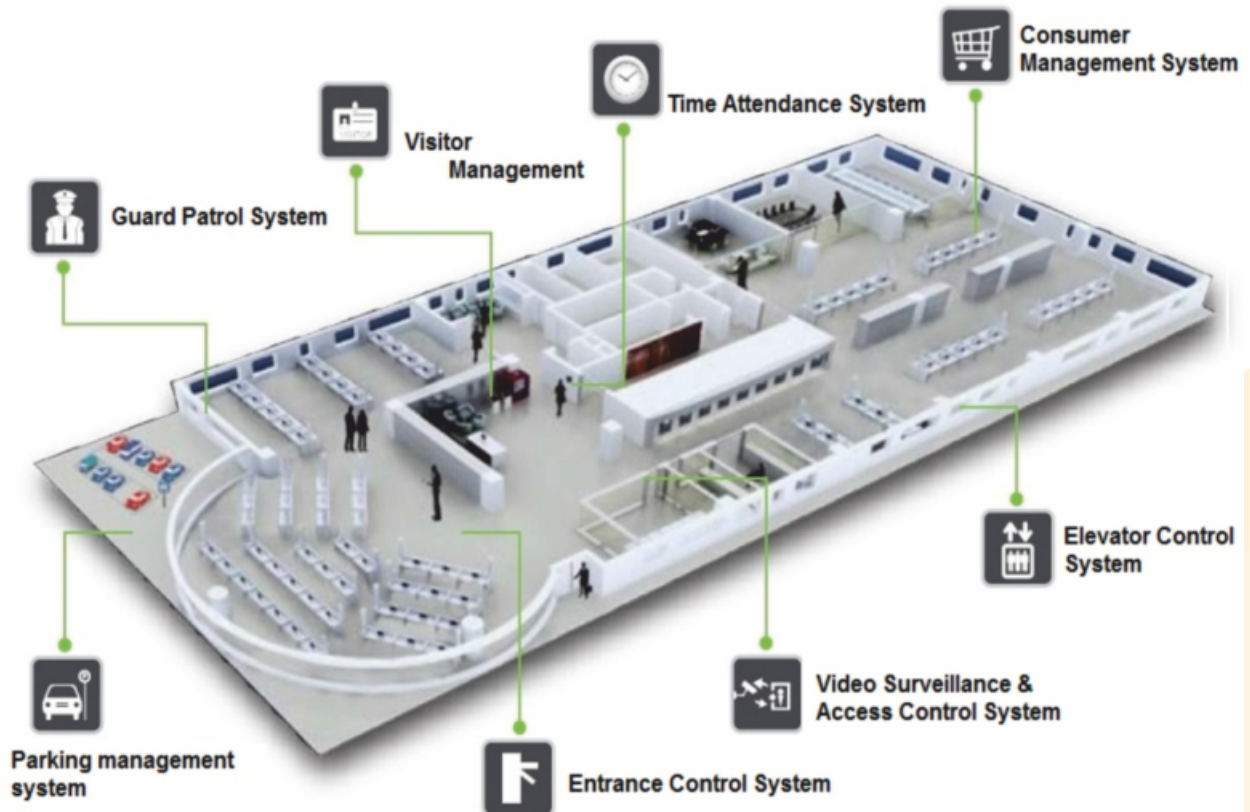 Consumer
Management System
Time Attendance System
Visitor
Management
VISITOR
Guard Patrol System
Elevator Control
System
Video Surveillance &
Access Control System
Parking management
system
Entrance Control System